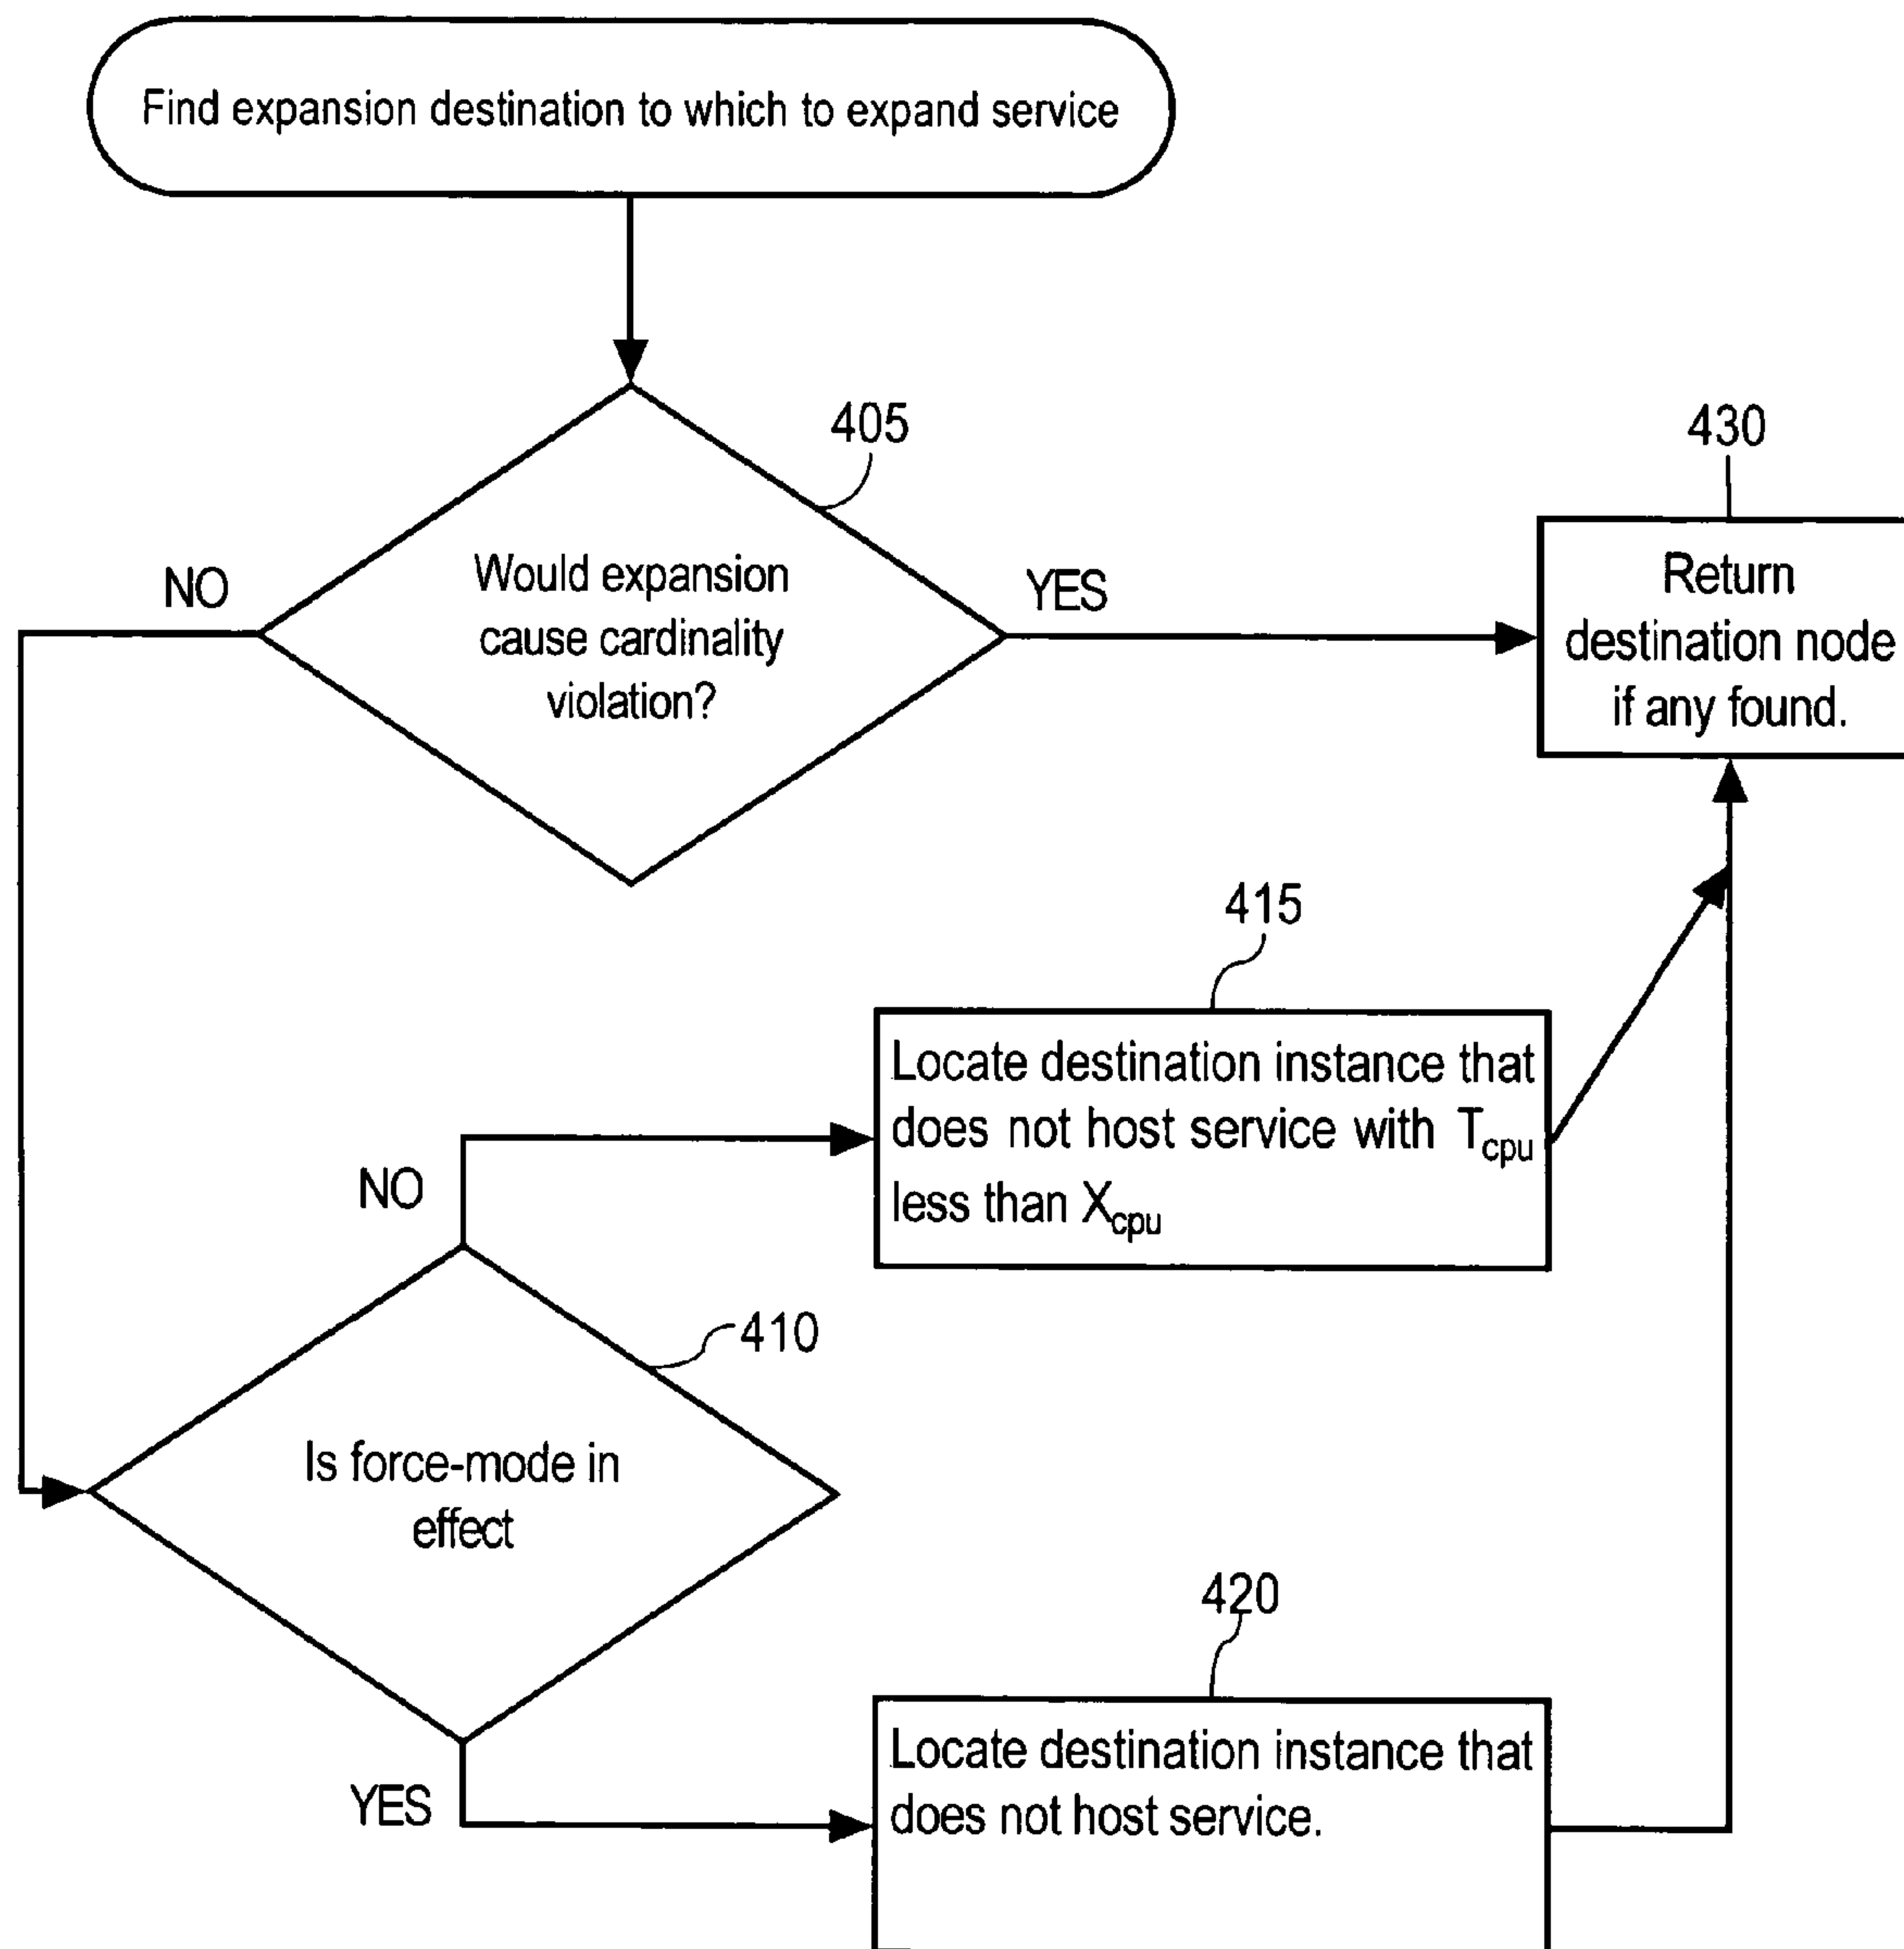 Find expansion destination to which to expand service
405
Would expansion
cause cardinality
violation?
NO
YES
430
Return
destination node
if any found.
415
Locate destination instance that
does not host service with Tcpu
less than Xcpu
NO
410
Is force-mode in
effect
YES
420
Locate destination instance that
does not host service.